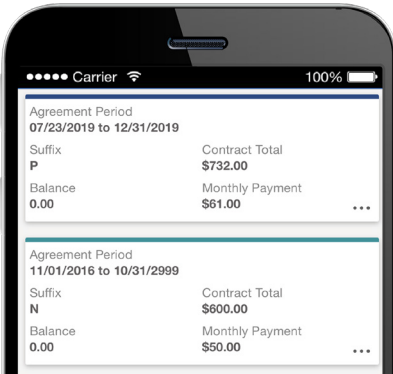 Carrier 100%
Agreement Period
07/23/2019 to 12/31/2019
Suffix Contract Total
P $732.00
Balance Monthly Payment
0.00 $61.00
Agreement Period
11/01/2016 to 10/31/2999
Suffix Contract Total
N $600.00
Balance Monthly Payment
0.00 $50.00